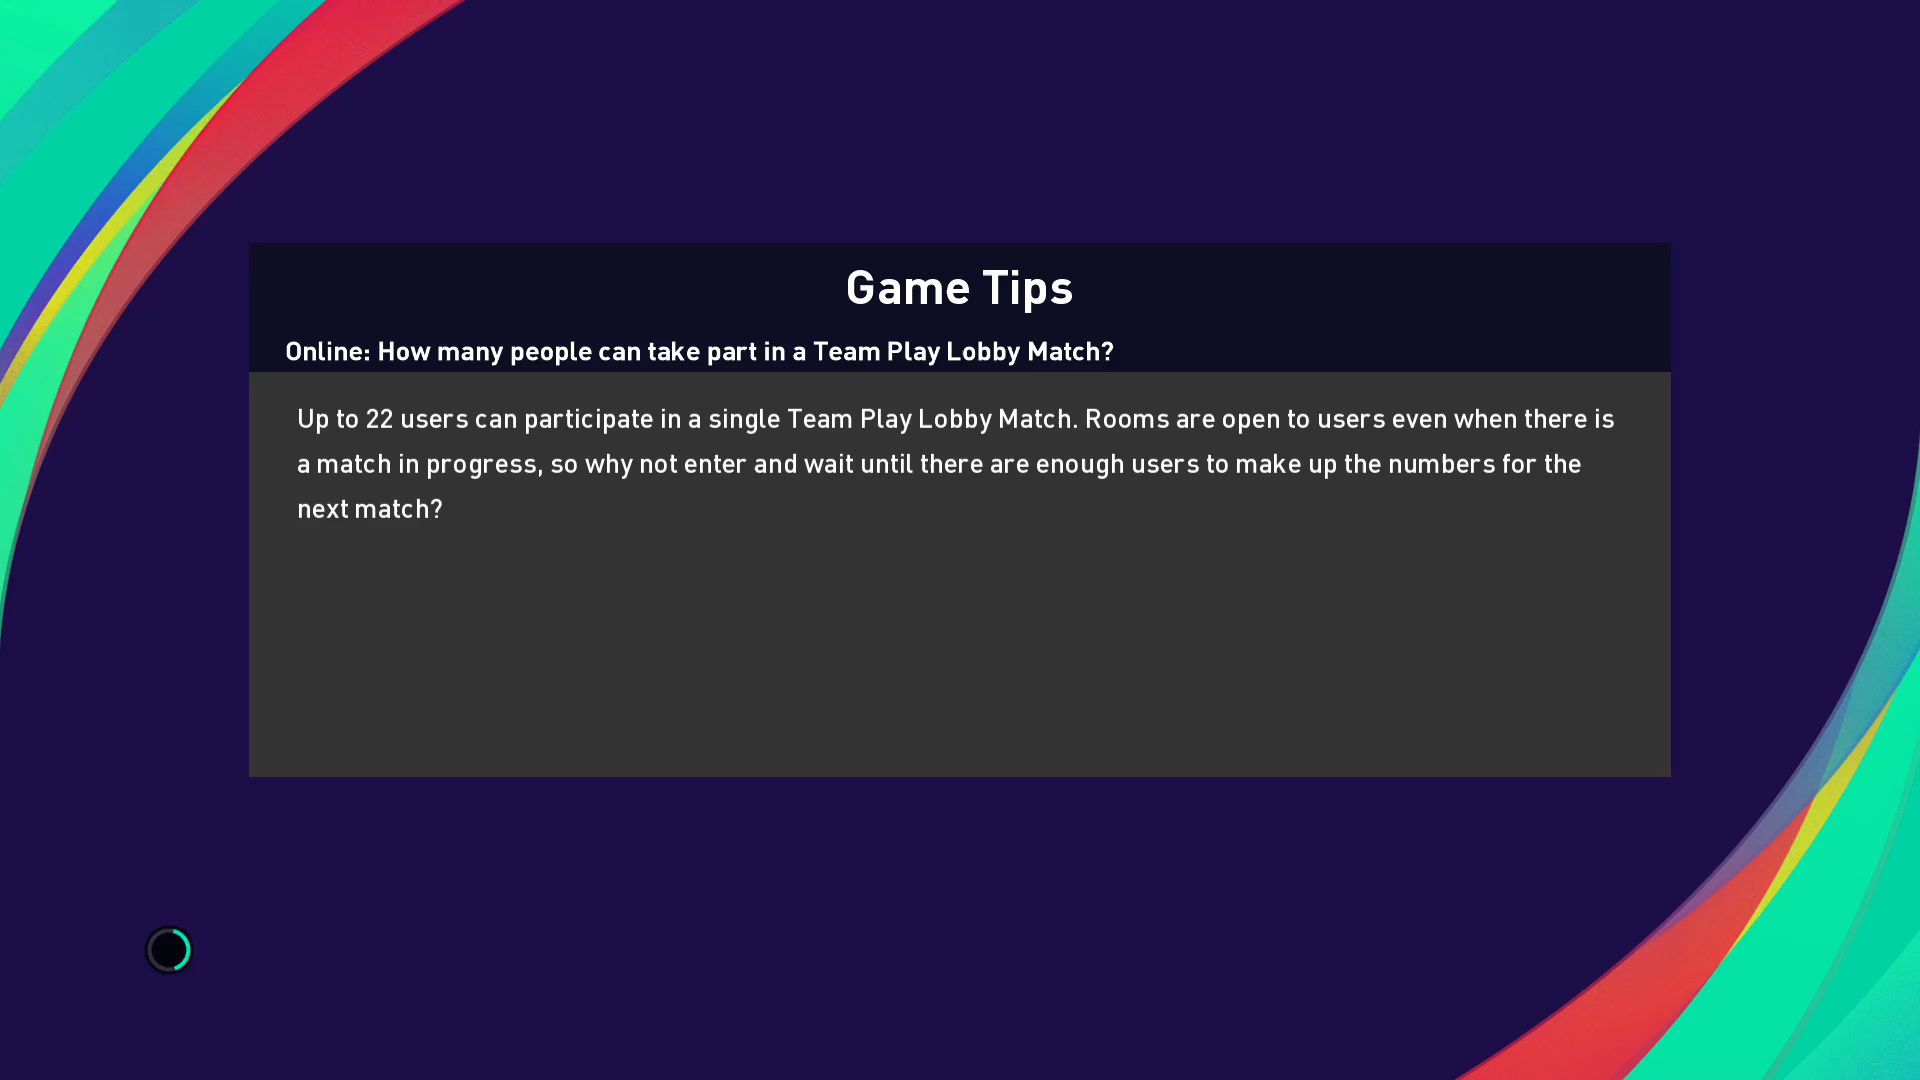 Game Tips
Online: How many people can take part in a Team Play Lobby Match?
Up to 22 users can participate in a single Team Play Lobby Match. Rooms are open to users even when there is
a match in progress, so why not enter and wait until there are enough users to make up the numbers for the
next match?